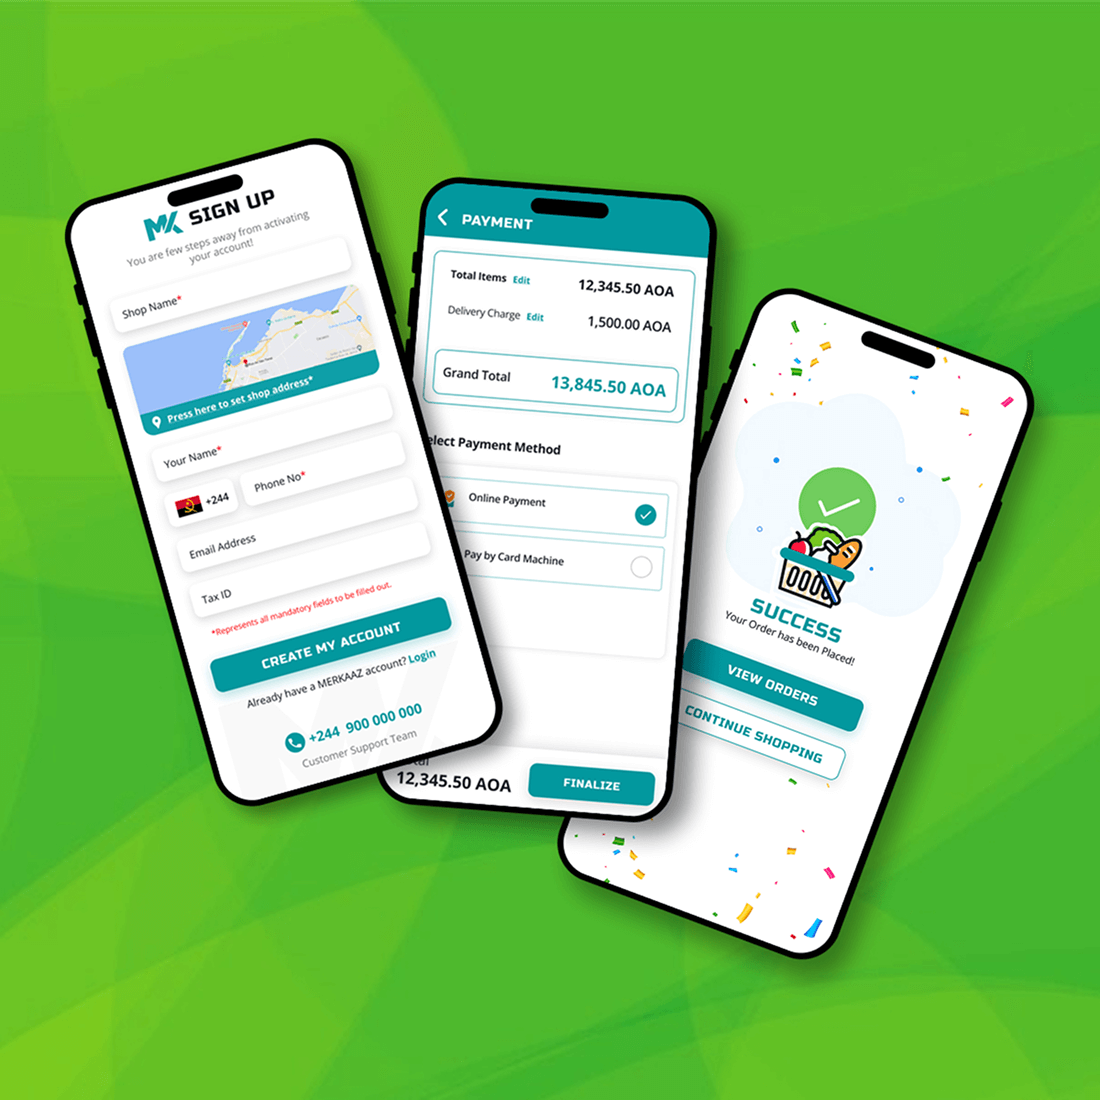 MK SIGN UP
You are few steps away from activating
your account!
Shop Name*
Press here to set shop address*
Your Name*
+244
Phone No*
Email Address
Tax ID
*Represents all mandatory fields to be filled out.
CREATE MY ACCOUNT
Already have a MERKAAZ account? Login
+244 900 000 000
Customer Support Team
PAYMENT
Total Items Edit 12,345.50 AOA
Delivery Charge Edit 1,500.00 AOA
Grand Total 13,845.50 AOA
elect Payment Method
Online Payment
Pay by Card Machine
12,345.50 AOA
FINALIZE
SUCCESS
Your Order has been Placed!
VIEW ORDERS
CONTINUE SHOPPING